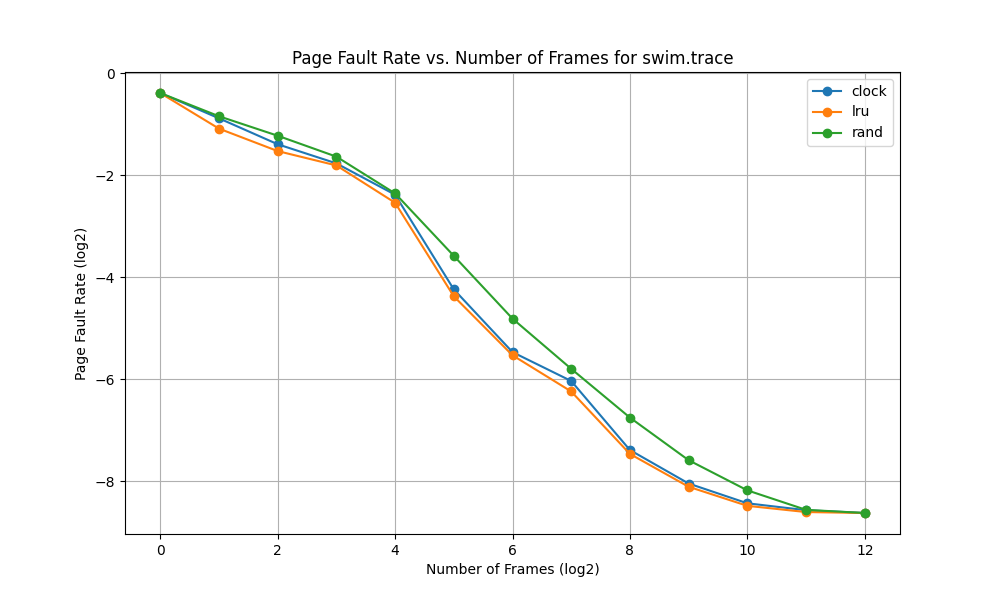 Page Fault Rate vs. Number of Frames for swim.trace
clock
lru
rand
0
−2
−4
−6
−8
Page Fault Rate (log2)
0 2 4 6 8 10 12
Number of Frames (log2)